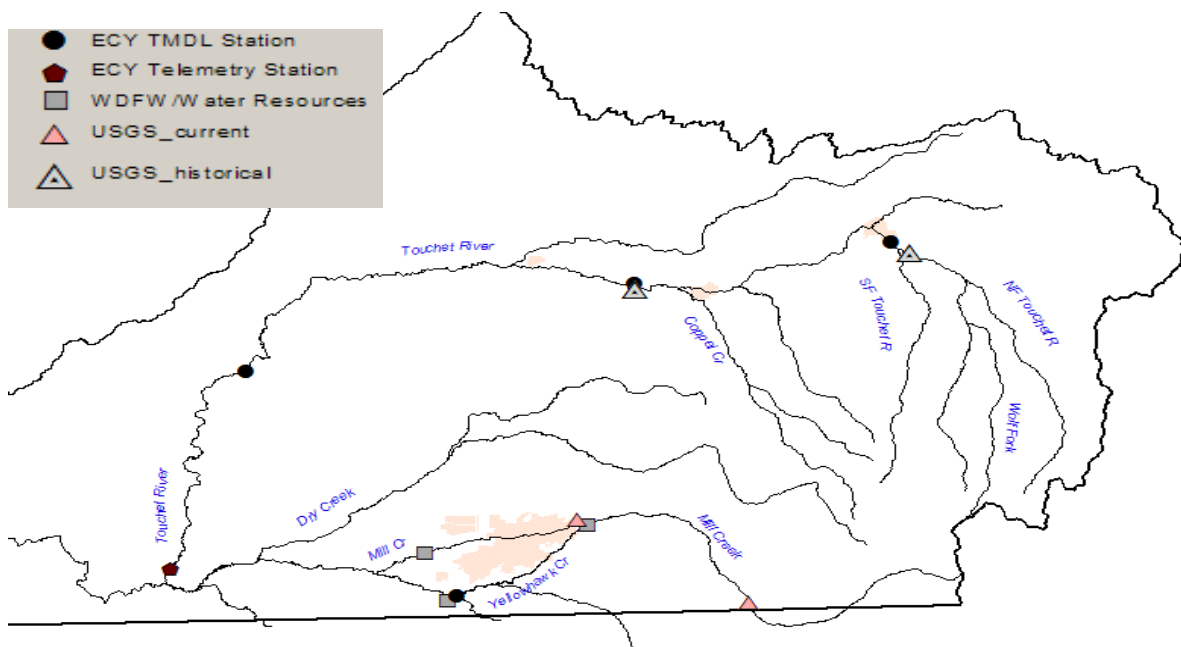 ECY TMDL Station
ECY Telemetry Station
WDFW/Water Resources
USGS_current
USGS_historical
Touchet River
SF Touchet R
NF Touchet R
Coppei Cr
Wolf Fork
Touchet River
Dry Creek
Mill Cr
Mill Creek
Yellowhawk Cr